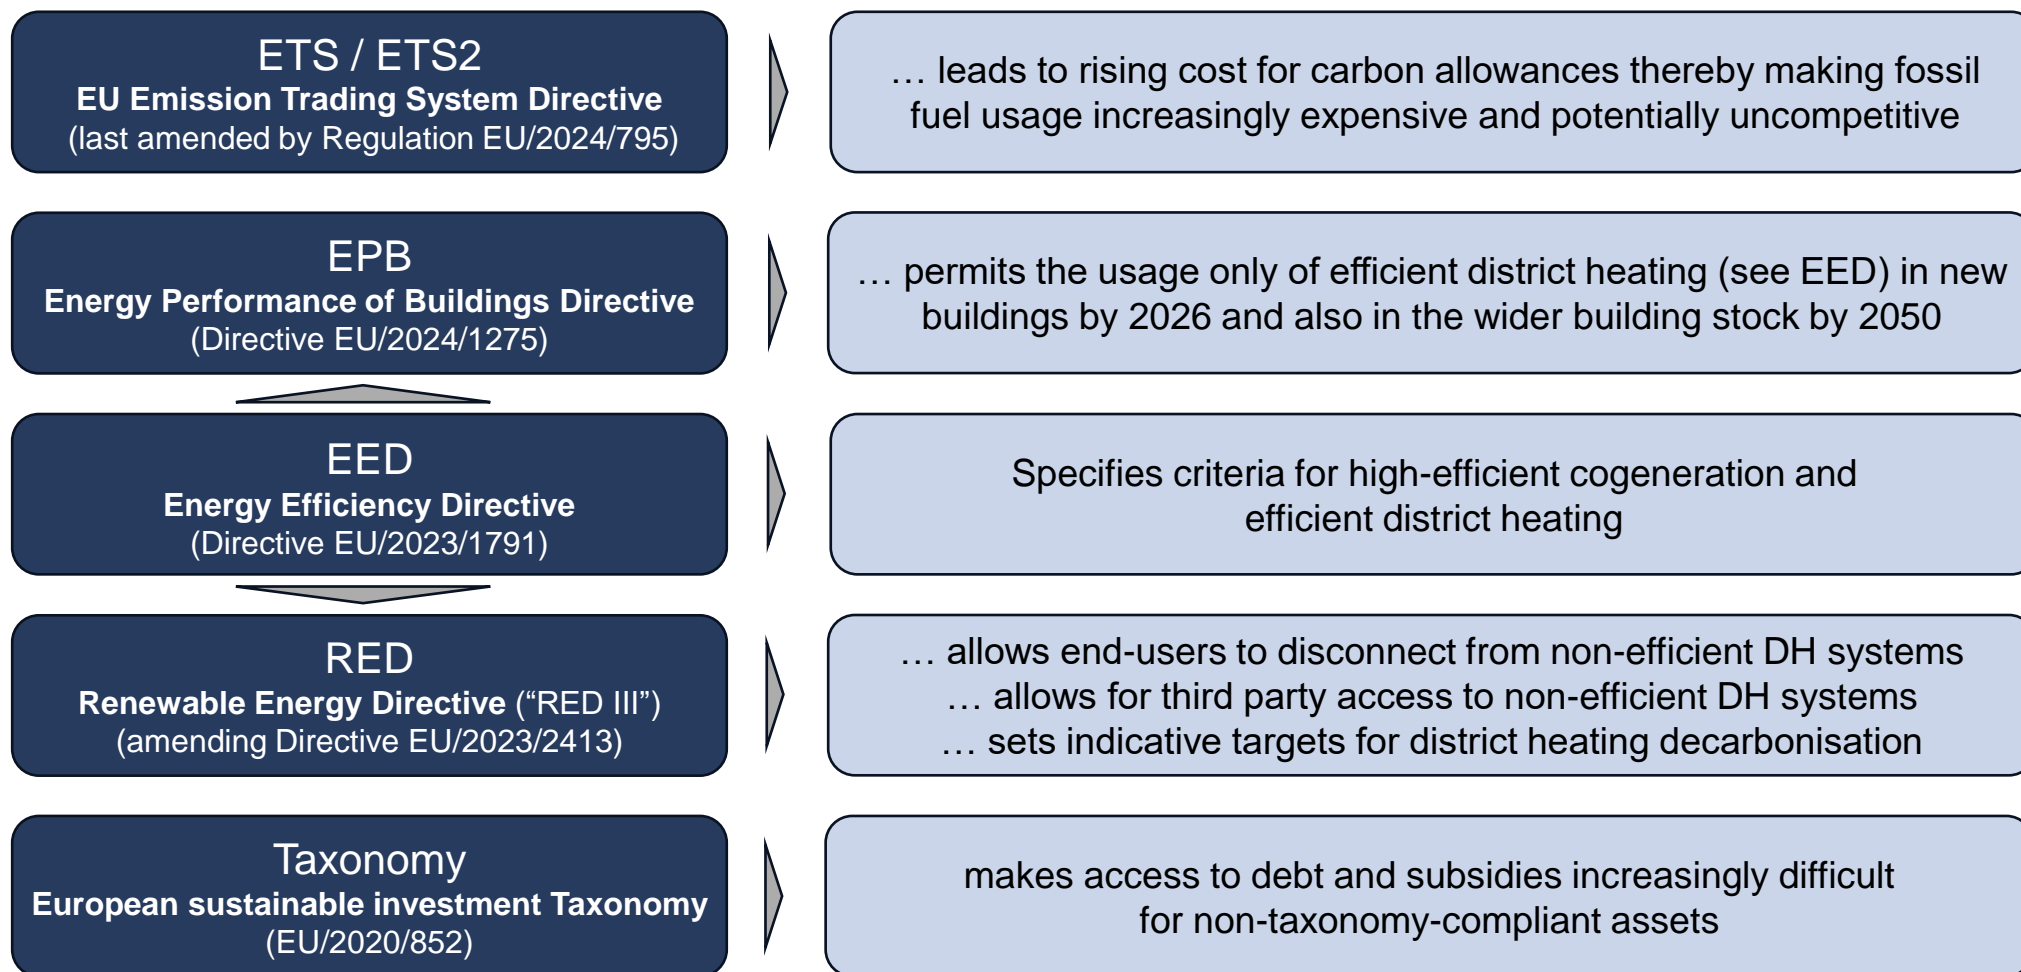 ETS / ETS2
EU Emission Trading System Directive
(last amended by Regulation EU/2024/795)
… leads to rising cost for carbon allowances thereby making fossil
fuel usage increasingly expensive and potentially uncompetitive
EPB
Energy Performance of Buildings Directive
(Directive EU/2024/1275)
… permits the usage only of efficient district heating (see EED) in new
buildings by 2026 and also in the wider building stock by 2050
EED
Energy Efficiency Directive
(Directive EU/2023/1791)
Specifies criteria for high-efficient cogeneration and
efficient district heating
RED
Renewable Energy Directive (“RED III”)
(amending Directive EU/2023/2413)
… allows end-users to disconnect from non-efficient DH systems
… allows for third party access to non-efficient DH systems
… sets indicative targets for district heating decarbonisation
Taxonomy
European sustainable investment Taxonomy
(EU/2020/852)
makes access to debt and subsidies increasingly difficult
for non-taxonomy-compliant assets